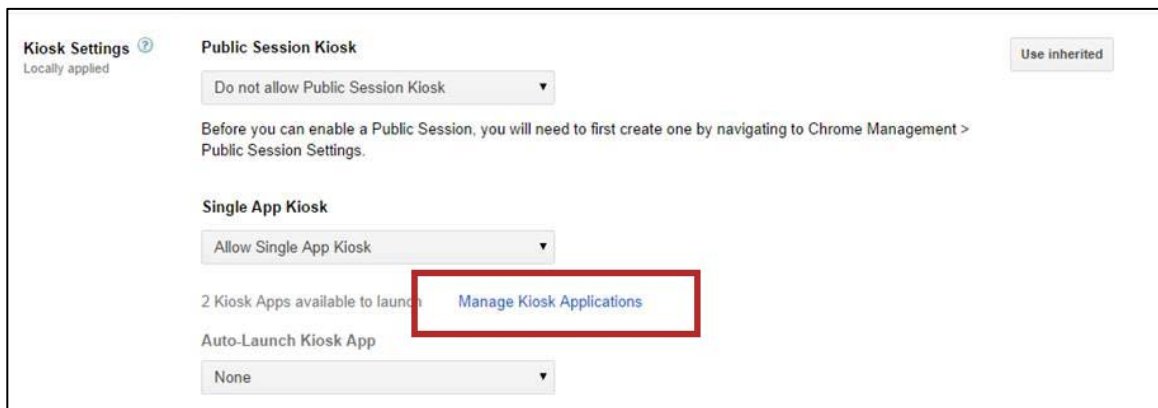 Kiosk Settings ?
Locally applied
Public Session Kiosk
Use inherited
Do not allow Public Session Kiosk
Before you can enable a Public Session, you will need to first create one by navigating to Chrome Management >
Public Session Settings.
Single App Kiosk
Allow Single App Kiosk
2 Kiosk Apps available to launch Manage Kiosk Applications
Auto-Launch Kiosk App
None